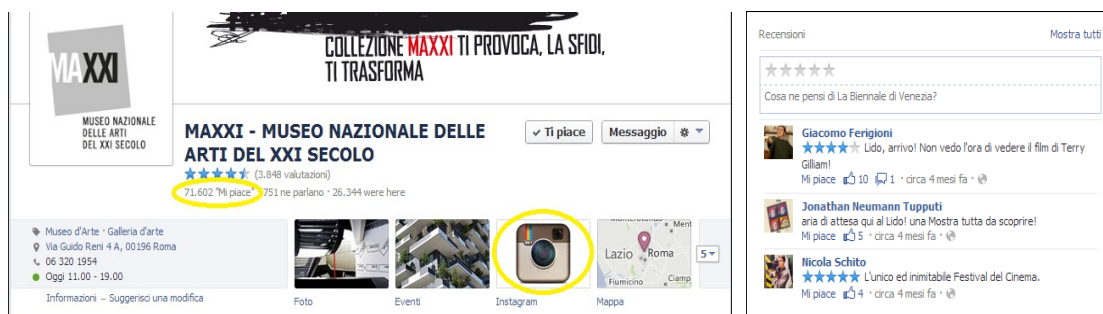 COLLEZIONE MAXXI TI PROVOCA, LA SFIDI,
TI TRASFORMA
MAXXI
MUSEO NAZIONALE
DELLE ARTI
DEL XXI SECOLO
MAXXI - MUSEO NAZIONALE DELLE
ARTI DEL XXI SECOLO
(3.848 valutazioni)
71.602 "Mi piace" · 751 ne parlano · 26.344 were here
✓ Ti piace
Messaggio
Museo d'Arte · Galleria d'arte
Via Guido Reni 4 A, 00196 Roma
06 320 1954
Oggi 11.00 - 19.00
Informazioni – Suggerisci una modifica
Foto
Eventi
Instagram
Lazio
Roma
Fiumicino
Ciamp
Mappa
5
Recensioni
Mostra tutti
Cosa ne pensi di La Biennale di Venezia?
Giacomo Ferigioni
Lido, arrivo! Non vedo l'ora di vedere il film di Terry
Gilliam!
Mi piace 10 1 · circa 4 mesi fa ·
Jonathan Neumann Tupputi
aria di attesa qui al Lido! una Mostra tutta da scoprire!
Mi piace 5 · circa 4 mesi fa ·
Nicola Schito
L'unico ed inimitabile Festival del Cinema.
Mi piace 4 · circa 4 mesi fa ·